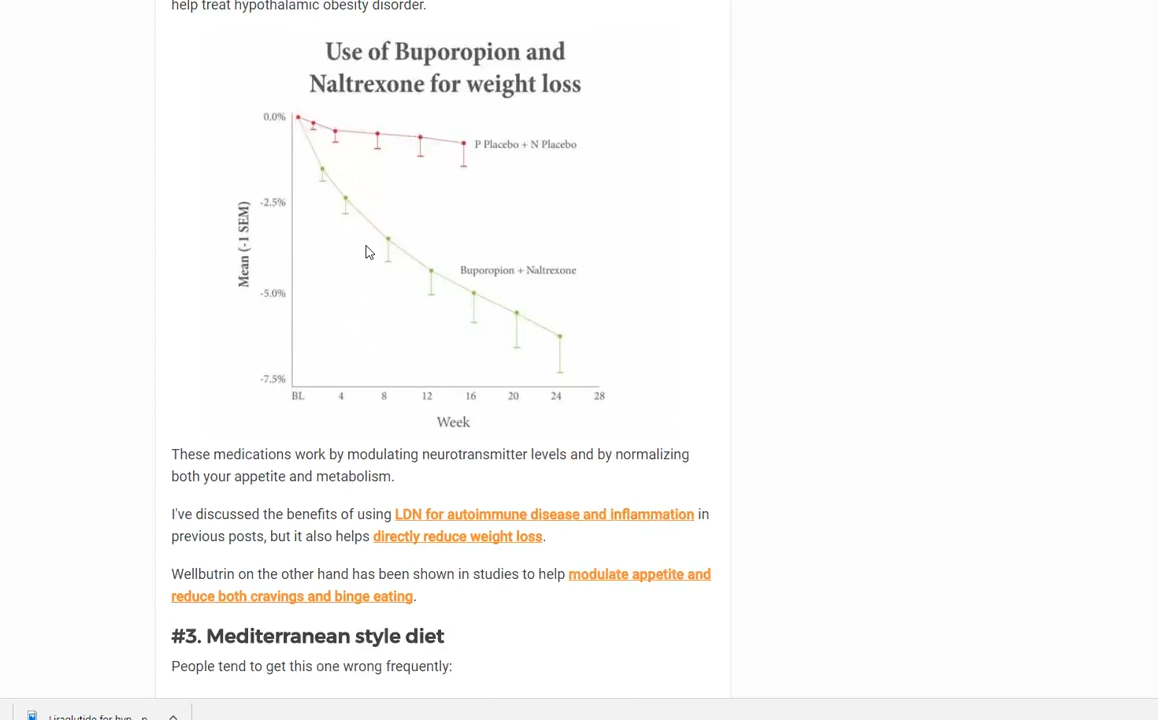 help treat hypothalamic obesity disorder.
Use of Buporopion and
Naltrexone for weight loss
0.0%
P Placebo + N Placebo
-2.5%
Mean (-1 SEM)
Buporopion + Naltrexone
-5.0%
-7.5%
BL 4 8 12 16 20 24 28
Week
These medications work by modulating neurotransmitter levels and by normalizing
both your appetite and metabolism.
I've discussed the benefits of using LDN for autoimmune disease and inflammation in
previous posts, but it also helps directly reduce weight loss.
Wellbutrin on the other hand has been shown in studies to help modulate appetite and
reduce both cravings and binge eating.
#3. Mediterranean style diet
People tend to get this one wrong frequently:
Liraglutide for hyp